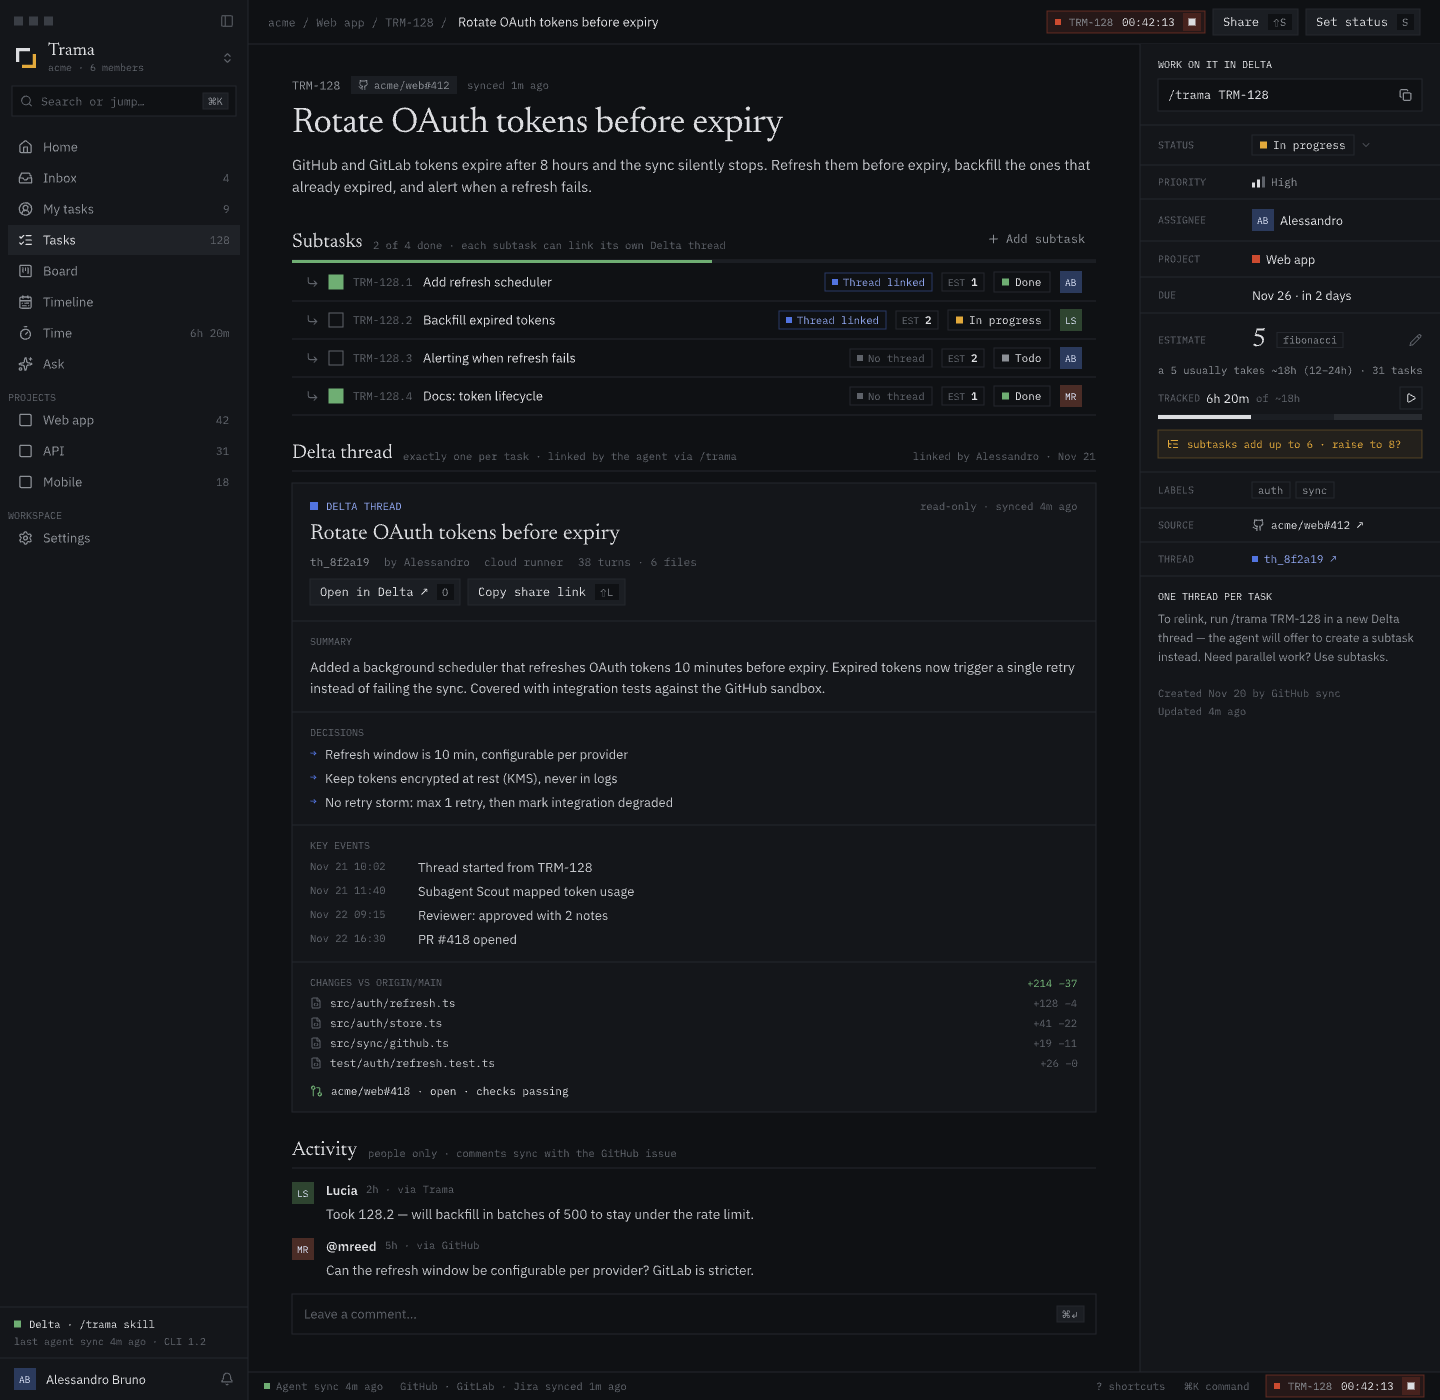 Trama
acme · 6 members
Search or jump… ⌘K
Home
Inbox 4
My tasks 9
Tasks 128
Board
Timeline
Time 6h 20m
Ask
PROJECTS
Web app 42
API 31
Mobile 18
WORKSPACE
Settings
Delta · /trama skill
last agent sync 4m ago · CLI 1.2
AB Alessandro Bruno
acme / Web app / TRM-128 / Rotate OAuth tokens before expiry
TRM-128 00:42:13 Share ⇧S Set status S
TRM-128 acme/web#412 synced 1m ago
Rotate OAuth tokens before expiry
GitHub and GitLab tokens expire after 8 hours and the sync silently stops. Refresh them before expiry, backfill the ones that
already expired, and alert when a refresh fails.
Subtasks 2 of 4 done · each subtask can link its own Delta thread + Add subtask
TRM-128.1 Add refresh scheduler Thread linked EST 1 Done AB
TRM-128.2 Backfill expired tokens Thread linked EST 2 In progress LS
TRM-128.3 Alerting when refresh fails No thread EST 2 Todo AB
TRM-128.4 Docs: token lifecycle No thread EST 1 Done MR
Delta thread exactly one per task · linked by the agent via /trama linked by Alessandro · Nov 21
DELTA THREAD read-only · synced 4m ago
Rotate OAuth tokens before expiry
th_8f2a19 by Alessandro cloud runner 38 turns · 6 files
Open in Delta ↗ O Copy share link ⇧L
SUMMARY
Added a background scheduler that refreshes OAuth tokens 10 minutes before expiry. Expired tokens now trigger a single retry
instead of failing the sync. Covered with integration tests against the GitHub sandbox.
DECISIONS
→ Refresh window is 10 min, configurable per provider
→ Keep tokens encrypted at rest (KMS), never in logs
→ No retry storm: max 1 retry, then mark integration degraded
KEY EVENTS
Nov 21 10:02 Thread started from TRM-128
Nov 21 11:40 Subagent Scout mapped token usage
Nov 22 09:15 Reviewer: approved with 2 notes
Nov 22 16:30 PR #418 opened
CHANGES VS ORIGIN/MAIN +214 −37
src/auth/refresh.ts +128 −4
src/auth/store.ts +41 −22
src/sync/github.ts +19 −11
test/auth/refresh.test.ts +26 −0
acme/web#418 · open · checks passing
Activity people only · comments sync with the GitHub issue
LS Lucia 2h · via Trama
Took 128.2 — will backfill in batches of 500 to stay under the rate limit.
MR @mreed 5h · via GitHub
Can the refresh window be configurable per provider? GitLab is stricter.
Leave a comment… ⌘↵
WORK ON IT IN DELTA
/trama TRM-128
STATUS In progress
PRIORITY High
ASSIGNEE AB Alessandro
PROJECT Web app
DUE Nov 26 · in 2 days
ESTIMATE 5 fibonacci
a 5 usually takes ~18h (12–24h) · 31 tasks
TRACKED 6h 20m of ~18h
subtasks add up to 6 · raise to 8?
LABELS auth sync
SOURCE acme/web#412 ↗
THREAD th_8f2a19 ↗
ONE THREAD PER TASK
To relink, run /trama TRM-128 in a new Delta
thread — the agent will offer to create a subtask
instead. Need parallel work? Use subtasks.
Created Nov 20 by GitHub sync
Updated 4m ago
Agent sync 4m ago GitHub · GitLab · Jira synced 1m ago ? shortcuts ⌘K command TRM-128 00:42:13